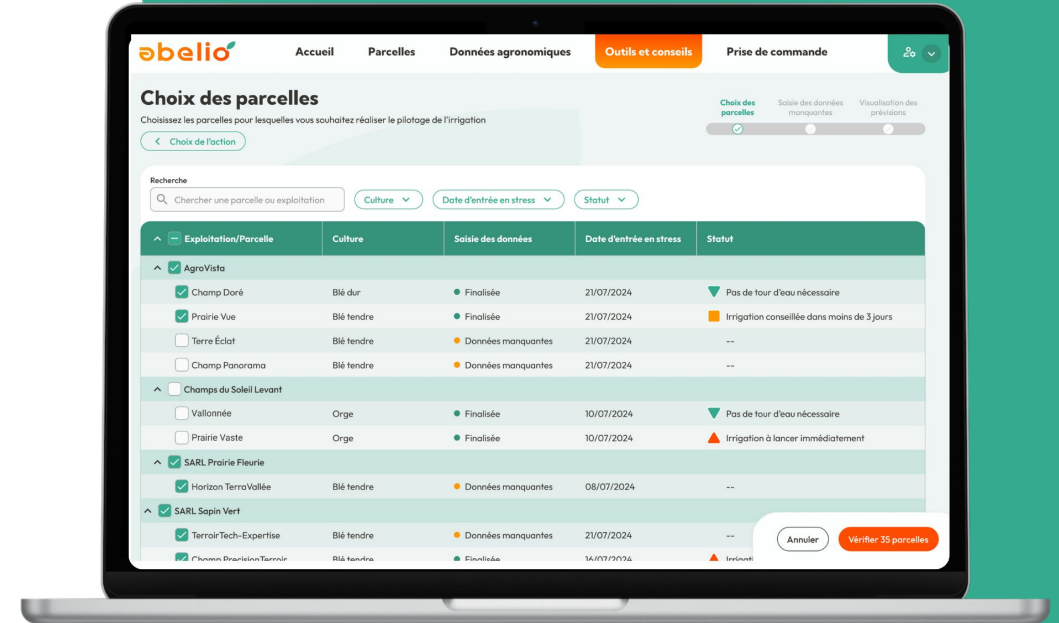 abelio
Accueil Parcelles Données agronomiques Outils et conseils Prise de commande
Choix des parcelles
Choisissez les parcelles pour lesquelles vous souhaitez réaliser le pilotage de l'irrigation
Choix de l'action
Choix des parcelles
Saisie des données manquantes
Visualisation des prévisions
Recherche
Chercher une parcelle ou exploitation Culture Date d'entrée en stress Statut
Exploitation/Parcelle Culture Saisie des données Date d'entrée en stress Statut
AgroVista
Champ Doré Blé dur Finalisée 21/07/2024 Pas de tour d'eau nécessaire
Prairie Vue Blé tendre Finalisée 21/07/2024 Irrigation conseillée dans moins de 3 jours
Terre Éclat Blé tendre Données manquantes 21/07/2024 --
Champ Panorama Blé tendre Données manquantes 21/07/2024 --
Champs du Soleil Levant
Vallonnée Orge Finalisée 10/07/2024 Pas de tour d'eau nécessaire
Prairie Vaste Orge Finalisée 10/07/2024 Irrigation à lancer immédiatement
SARL Prairie Fleurie
Horizon TerraVallée Blé tendre Données manquantes 08/07/2024 --
SARL Sapin Vert
TerroirTech-Expertise Blé tendre Données manquantes 21/07/2024 --
Annuler Vérifier 35 parcelles
Champ PrecisionTerroir Blé tendre Finalisée 16/07/2024